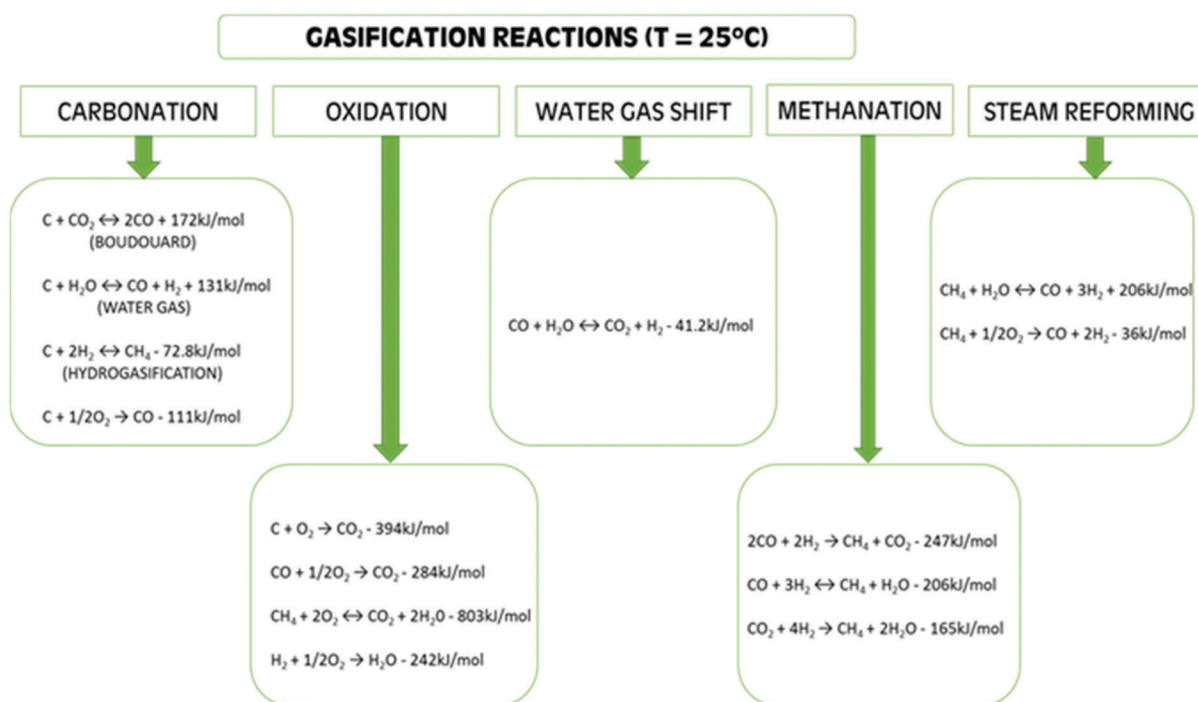 GASIFICATION REACTIONS (T = 25ºC)
CARBONATION
OXIDATION
WATER GAS SHIFT
METHANATION
STEAM REFORMING
C + CO₂ ↔ 2CO + 172kJ/mol
(BOUDOUARD)
C + H₂O ↔ CO + H₂ + 131kJ/mol
(WATER GAS)
C + 2H₂ ↔ CH₄ - 72.8kJ/mol
(HYDROGASIFICATION)
C + 1/2O₂ → CO - 111kJ/mol
C + O₂ → CO₂ - 394kJ/mol
CO + 1/2O₂ → CO₂ - 284kJ/mol
CH₄ + 2O₂ ↔ CO₂ + 2H₂0 - 803kJ/mol
H₂ + 1/2O₂ → H₂O - 242kJ/mol
CO + H₂O ↔ CO₂ + H₂ - 41.2kJ/mol
2CO + 2H₂ → CH₄ + CO₂ - 247kJ/mol
CO + 3H₂ ↔ CH₄ + H₂O - 206kJ/mol
CO₂ + 4H₂ → CH₄ + 2H₂O - 165kJ/mol
CH₄ + H₂O ↔ CO + 3H₂ + 206kJ/mol
CH₄ + 1/2O₂ → CO + 2H₂ - 36kJ/mol